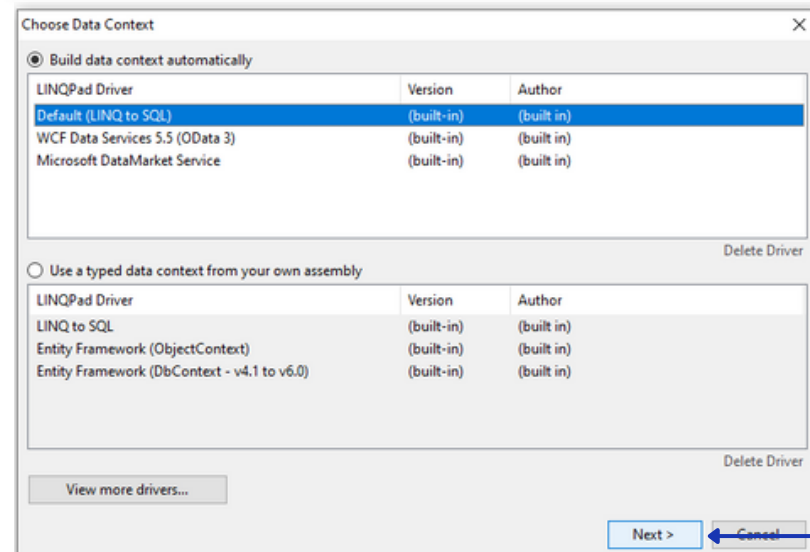 Choose Data Context
Build data context automatically
LINQPad Driver Version Author
Default (LINQ to SQL) (built-in) (built in)
WCF Data Services 5.5 (OData 3) (built-in) (built in)
Microsoft DataMarket Service (built-in) (built in)
Delete Driver
Use a typed data context from your own assembly
LINQPad Driver Version Author
LINQ to SQL (built-in) (built in)
Entity Framework (ObjectContext) (built-in) (built in)
Entity Framework (DbContext - v4.1 to v6.0) (built-in) (built in)
Delete Driver
View more drivers...
Next > Cancel